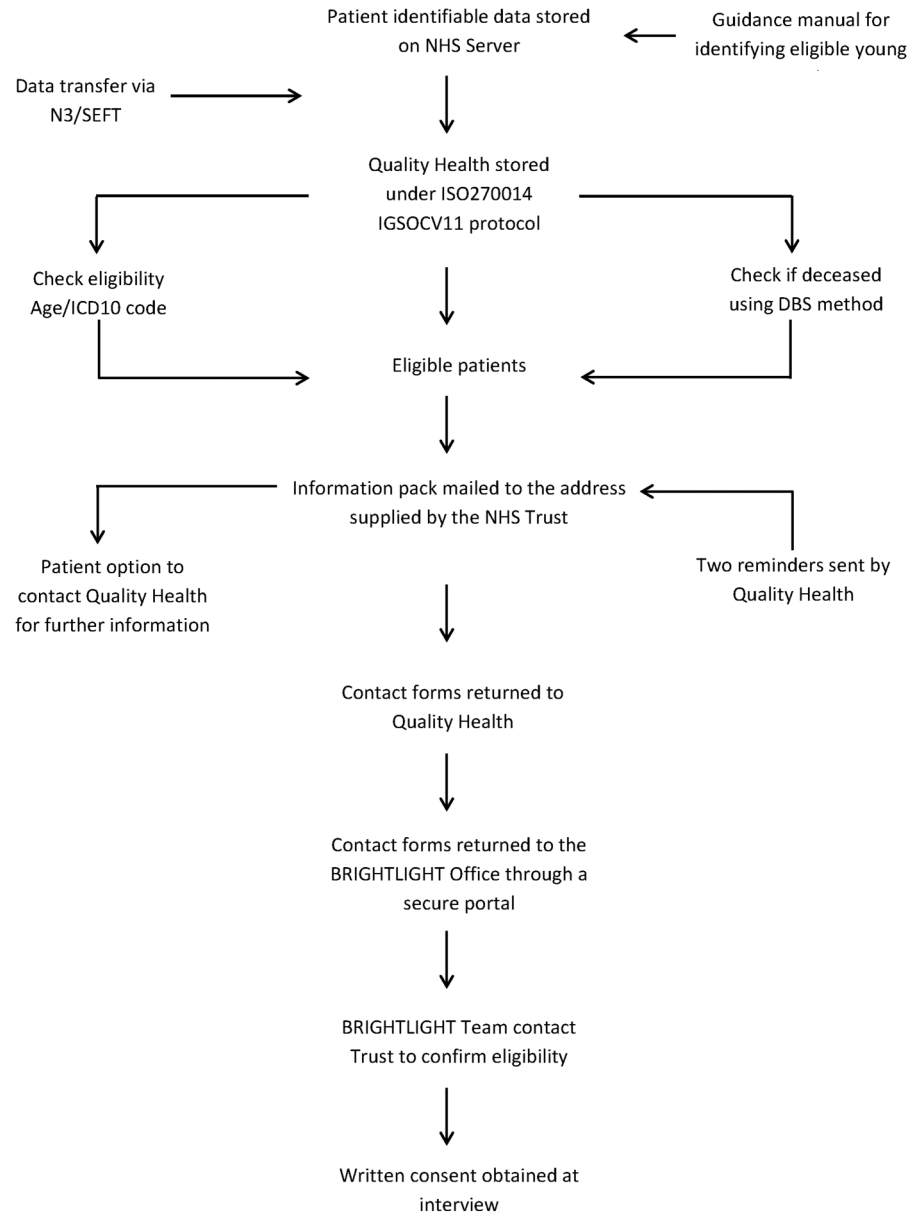 Patient identifiable data stored
on NHS Server
Guidance manual for
identifying eligible young
Data transfer via
N3/SEFT
Quality Health stored
under ISO270014
IGSOCV11 protocol
Check eligibility
Age/ICD10 code
Check if deceased
using DBS method
Eligible patients
Information pack mailed to the address
supplied by the NHS Trust
Patient option to
contact Quality Health
for further information
Two reminders sent by
Quality Health
Contact forms returned to
Quality Health
Contact forms returned to the
BRIGHTLIGHT Office through a
secure portal
BRIGHTLIGHT Team contact
Trust to confirm eligibility
Written consent obtained at
interview